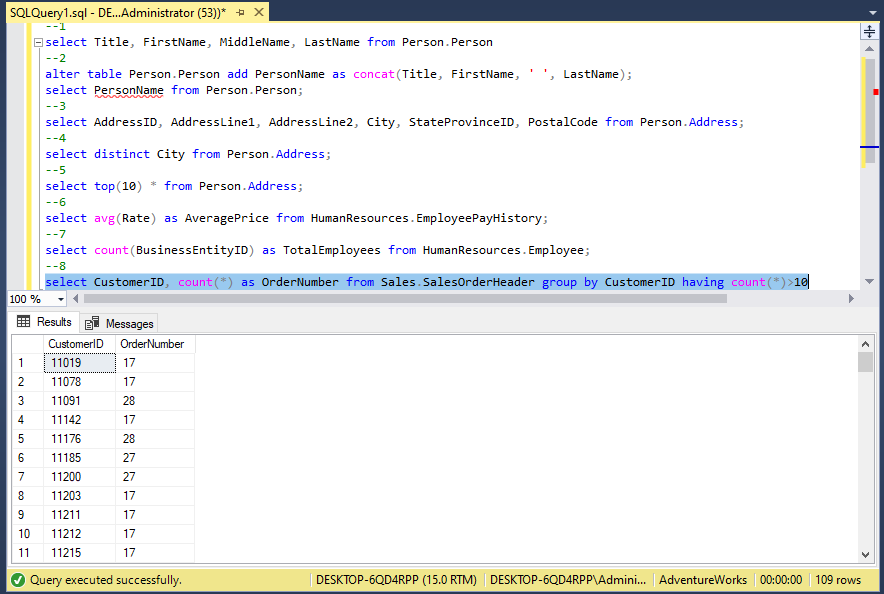 SQLQuery1.sql - DE...Administrator (53))*
--1
select Title, FirstName, MiddleName, LastName from Person.Person
--2
alter table Person.Person add PersonName as concat(Title, FirstName, ' ', LastName);
select PersonName from Person.Person;
--3
select AddressID, AddressLine1, AddressLine2, City, StateProvinceID, PostalCode from Person.Address;
--4
select distinct City from Person.Address;
--5
select top(10) * from Person.Address;
--6
select avg(Rate) as AveragePrice from HumanResources.EmployeePayHistory;
--7
select count(BusinessEntityID) as TotalEmployees from HumanResources.Employee;
--8
select CustomerID, count(*) as OrderNumber from Sales.SalesOrderHeader group by CustomerID having count(*)>10
100 %
Results Messages
CustomerID OrderNumber
1 11019 17
2 11078 17
3 11091 28
4 11142 17
5 11176 28
6 11185 27
7 11200 27
8 11203 17
9 11211 17
10 11212 17
11 11215 17
Query executed successfully. DESKTOP-6QD4RPP (15.0 RTM) DESKTOP-6QD4RPP\Admini... AdventureWorks 00:00:00 109 rows